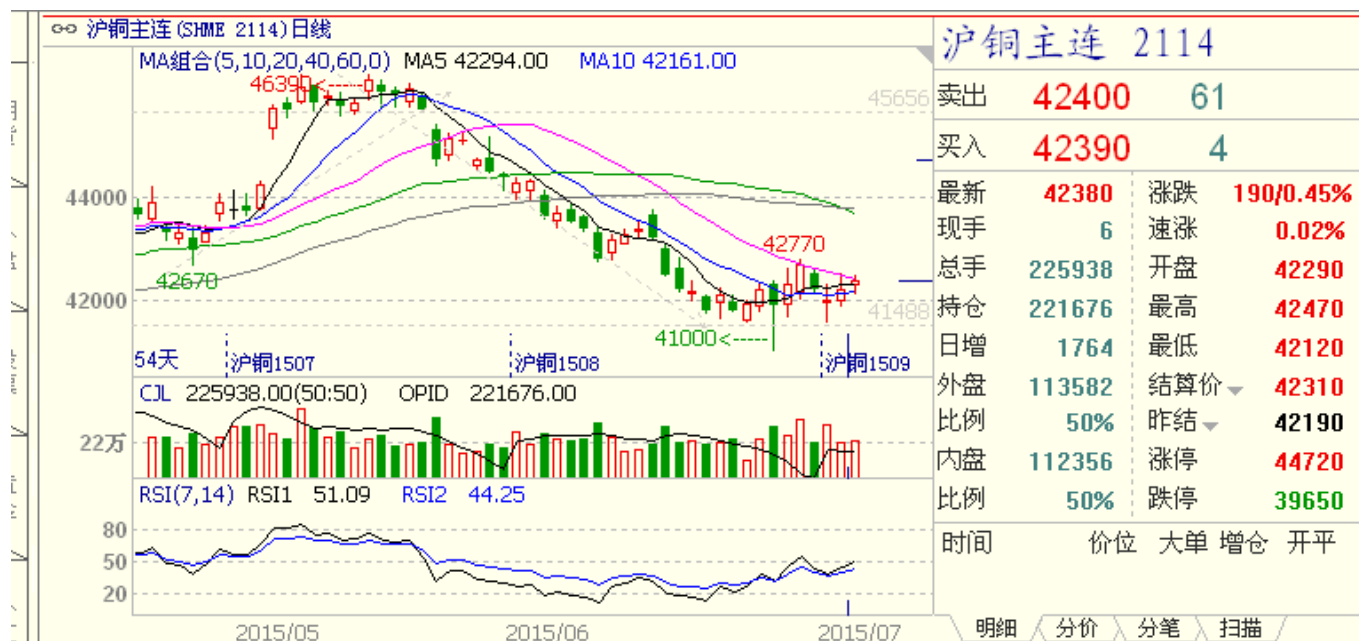 沪铜主连(SHME 2114)日线
MA组合(5,10,20,40,60,0) MA5 42294.00 MA10 42161.00
46390<-----
45656
44000
42770
42670
42000
41488
41000<-----
54天 沪铜1507 沪铜1508 沪铜1509
CJL 225938.00(50:50) OPID 221676.00
22万
RSI(7,14) RSI1 51.09 RSI2 44.25
80
50
20
2015/05 2015/06 2015/07
沪铜主连 2114
卖出 42400 61
买入 42390 4
最新 42380 涨跌 190/0.45%
现手 6 速涨 0.02%
总手 225938 开盘 42290
持仓 221676 最高 42470
日增 1764 最低 42120
外盘 113582 结算价 42310
比例 50% 昨结 42190
内盘 112356 涨停 44720
比例 50% 跌停 39650
时间 价位 大单 增仓 开平
明细 分价 分笔 扫描